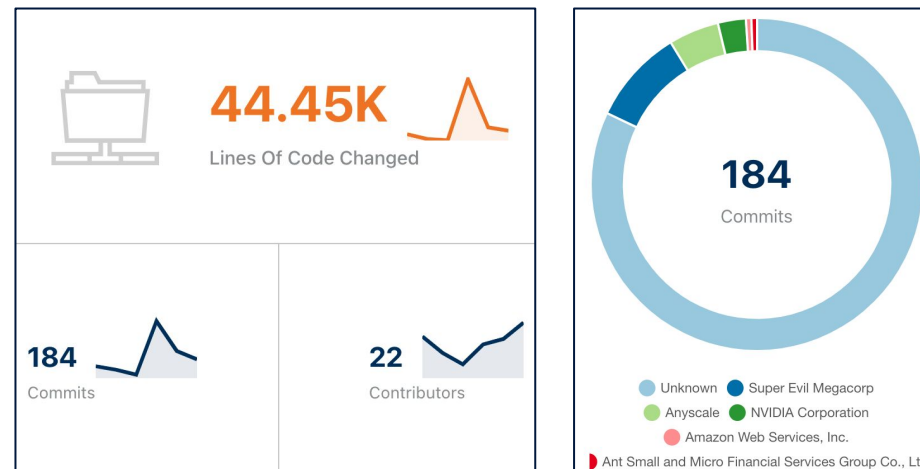 44.45K
Lines Of Code Changed
184
Commits
22
Contributors
184
Commits
Unknown Super Evil Megacorp
Anyscale NVIDIA Corporation
Amazon Web Services, Inc.
Ant Small and Micro Financial Services Group Co., Lt